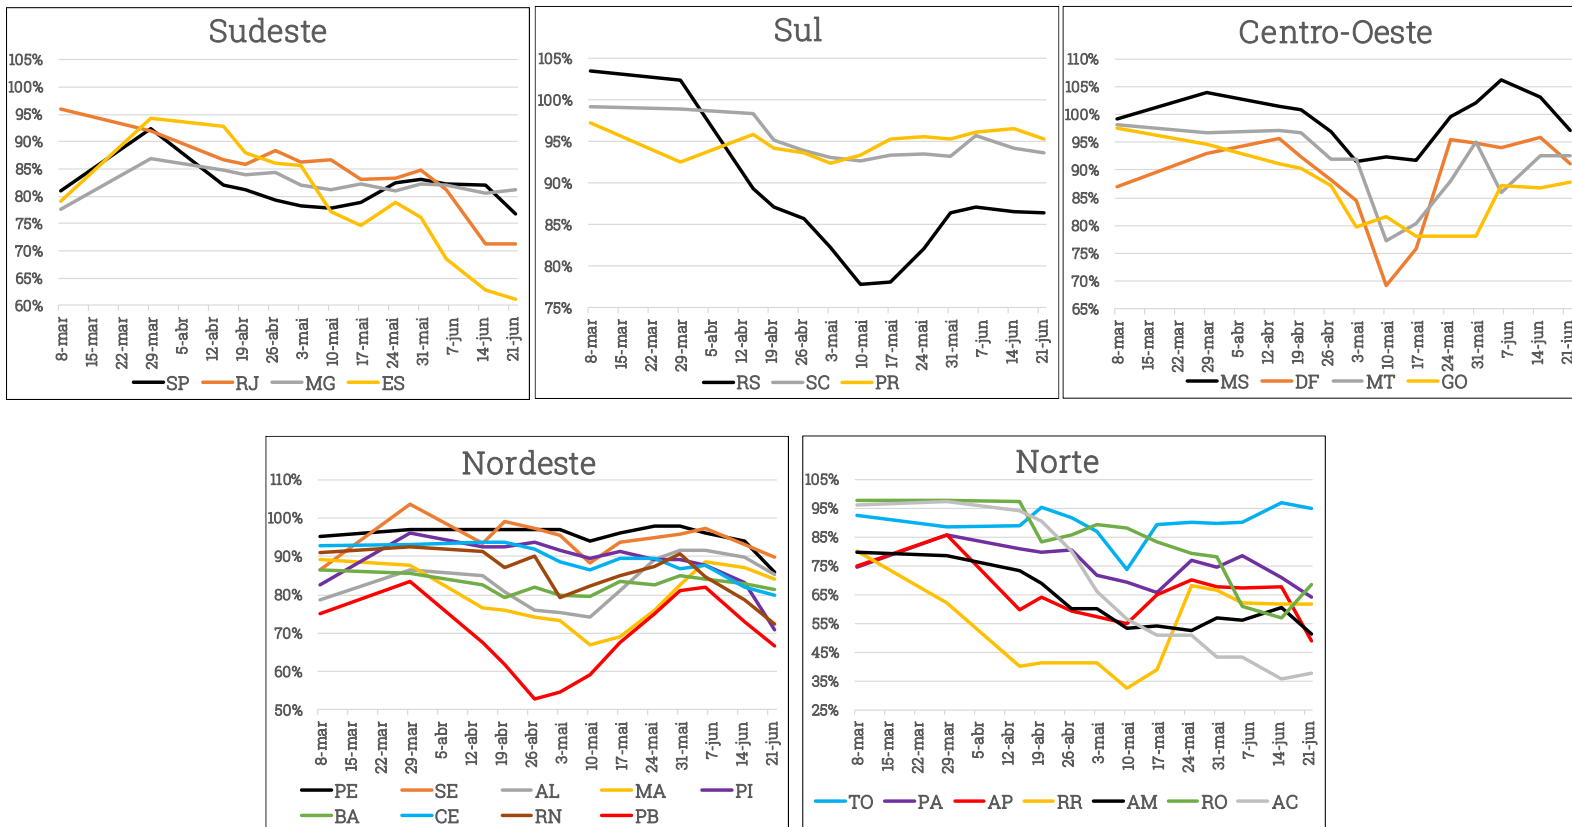 Sudeste
105%
100%
95%
90%
85%
80%
75%
70%
65%
60%
8-mar
15-mar
22-mar
29-mar
5-abr
12-abr
19-abr
26-abr
3-mai
10-mai
17-mai
24-mai
31-mai
7-jun
14-jun
21-jun
SP RJ MG ES
Sul
105%
100%
95%
90%
85%
80%
75%
8-mar
15-mar
22-mar
29-mar
5-abr
12-abr
19-abr
26-abr
3-mai
10-mai
17-mai
24-mai
31-mai
7-jun
14-jun
21-jun
RS SC PR
Centro-Oeste
110%
105%
100%
95%
90%
85%
80%
75%
70%
65%
8-mar
15-mar
22-mar
29-mar
5-abr
12-abr
19-abr
26-abr
3-mai
10-mai
17-mai
24-mai
31-mai
7-jun
14-jun
21-jun
MS DF MT GO
Nordeste
110%
100%
90%
80%
70%
60%
50%
8-mar
15-mar
22-mar
29-mar
5-abr
12-abr
19-abr
26-abr
3-mai
10-mai
17-mai
24-mai
31-mai
7-jun
14-jun
21-jun
PE SE AL MA PI
BA CE RN PB
Norte
105%
95%
85%
75%
65%
55%
45%
35%
25%
8-mar
15-mar
22-mar
29-mar
5-abr
12-abr
19-abr
26-abr
3-mai
10-mai
17-mai
24-mai
31-mai
7-jun
14-jun
21-jun
TO PA AP RR AM RO AC